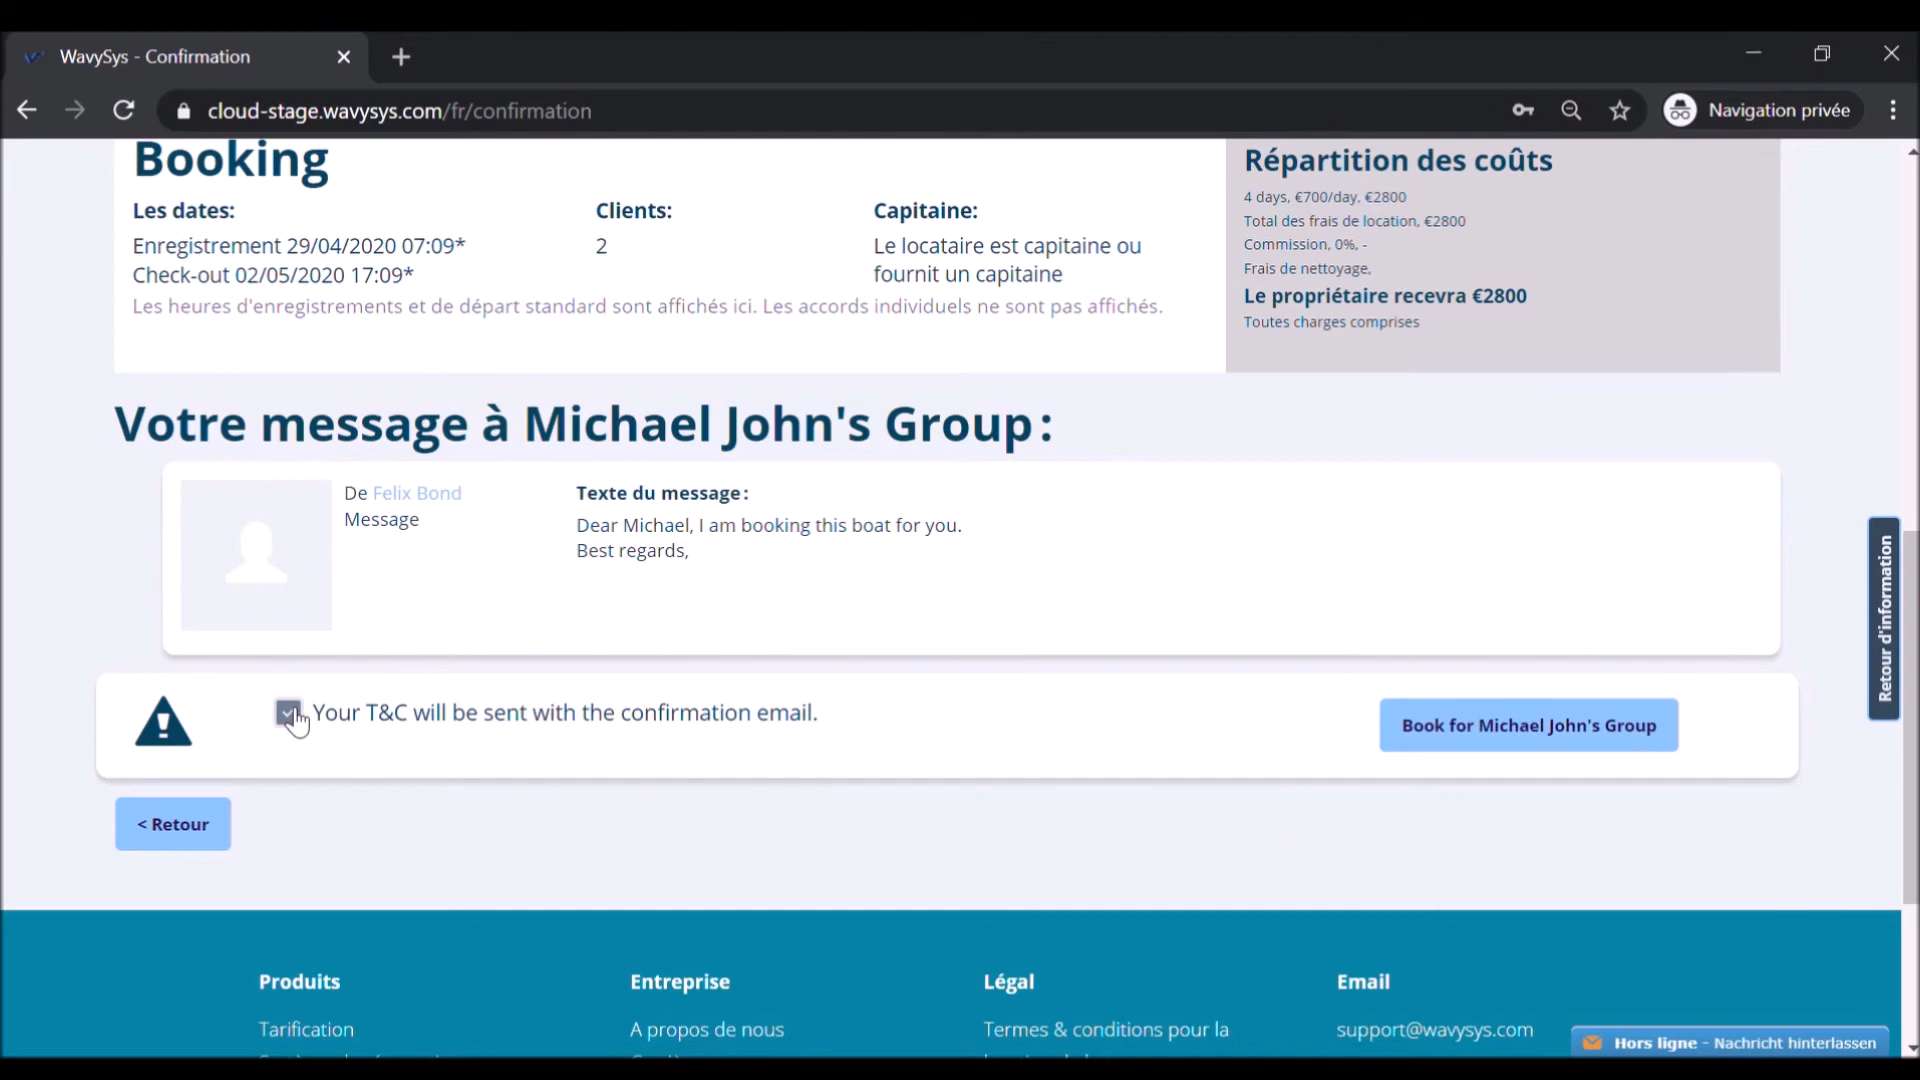 WavySys - Confirmation
cloud-stage.wavysys.com/fr/confirmation
Navigation privée
Booking
Les dates:
Clients:
Capitaine:
Enregistrement 29/04/2020 07:09*
2
Le locataire est capitaine ou
Check-out 02/05/2020 17:09*
fournit un capitaine
Les heures d'enregistrements et de départ standard sont affichés ici. Les accords individuels ne sont pas affichés.
Répartition des coûts
4 days, €700/day, €2800
Total des frais de location, €2800
Commission, 0%, -
Frais de nettoyage,
Le propriétaire recevra €2800
Toutes charges comprises
Votre message à Michael John's Group:
De Felix Bond
Message
Texte du message:
Dear Michael, I am booking this boat for you.
Best regards,
Your T&C will be sent with the confirmation email.
Book for Michael John's Group
< Retour
Retour d'information
Produits
Entreprise
Légal
Email
Tarification
A propos de nous
Termes & conditions pour la
support@wavysys.com
Hors ligne - Nachricht hinterlassen